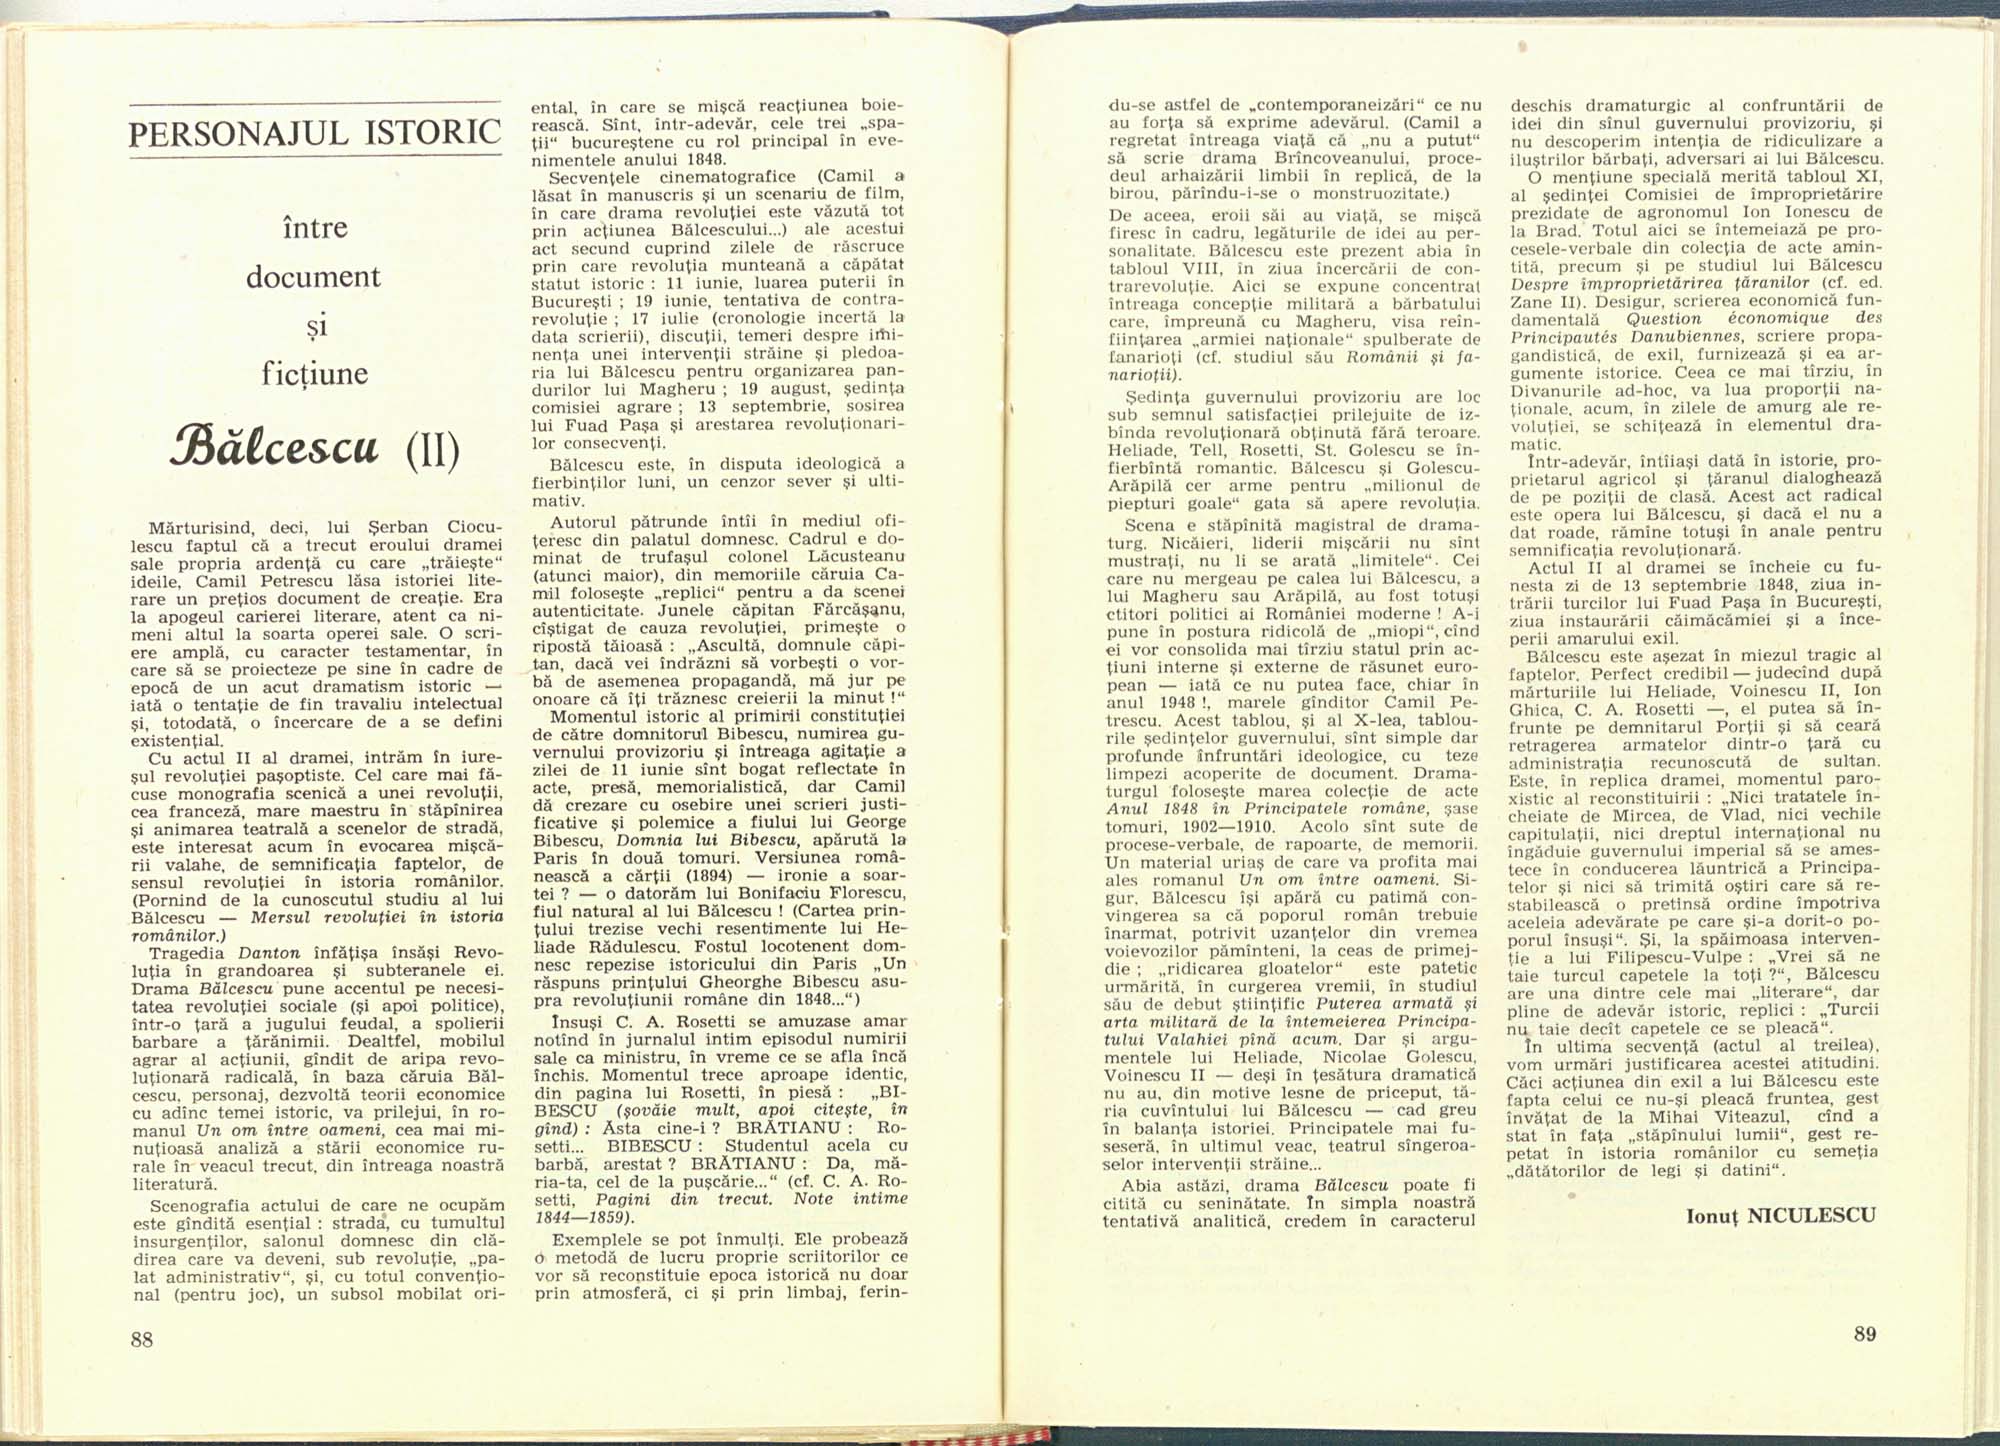 PERSONAJUL ISTORIC
între
document
și
ficțiune
Bălcescu (II)
Mărturisind, deci, lui Șerban Ciocu-
lescu faptul că a trecut eroului dramei
sale propria ardență cu care „trăiește“
ideile, Camil Petrescu lăsa istoriei lite-
rare un prețios document de creație. Era
la apogeul carierei literare, atent ca ni-
meni altul la soarta operei sale. O scri-
ere amplă, cu caracter testamentar, în
care să se proiecteze pe sine în cadre de
epocă de un acut dramatism istoric —
iată o tentație de fin travaliu intelectual
și, totodată, o încercare de a se defini
existențial.
Cu actul II al dramei, intrăm în iure-
șul revoluției pașoptiste. Cel care mai fă-
cuse monografia scenică a unei revoluții,
cea franceză, mare maestru în stăpînirea
și animarea teatrală a scenelor de stradă,
este interesat acum în evocarea mișcă-
rii valahe, de semnificația faptelor, de
sensul revoluției în istoria românilor.
(Pornind de la cunoscutul studiu al lui
Bălcescu — Mersul revoluției în istoria
românilor.)
Tragedia Danton înfățișa însăși Revo-
luția în grandoarea și subteranele ei.
Drama Bălcescu pune accentul pe necesi-
tatea revoluției sociale (și apoi politice),
într-o țară a jugului feudal, a spolierii
barbare a țărănimii. Dealtfel, mobilul
agrar al acțiunii, gîndit de aripa revo-
luționară radicală, în baza căruia Băl-
cescu, personaj, dezvoltă teorii economice
cu adînc temei istoric, va prilejui, în ro-
manul Un om între oameni, cea mai mi-
nuțioasă analiză a stării economice ru-
rale în veacul trecut, din întreaga noastră
literatură.
Scenografia actului de care ne ocupăm
este gîndită esențial : strada, cu tumultul
insurgenților, salonul domnesc din clă-
direa care va deveni, sub revoluție, „pa-
lat administrativ“, și, cu totul convențio-
nal (pentru joc), un subsol mobilat ori-
88
ental, în care se mișcă reacțiunea boie-
rească. Sînt, într-adevăr, cele trei „spa-
ții“ bucureștene cu rol principal în eve-
nimentele anului 1848.
Secvențele cinematografice (Camil a
lăsat în manuscris și un scenariu de film,
în care drama revoluției este văzută tot
prin acțiunea Bălcescului...) ale acestui
act secund cuprind zilele de răscruce
prin care revoluția munteană a căpătat
statut istoric : 11 iunie, luarea puterii în
București ; 19 iunie, tentativa de contra-
revoluție ; 17 iulie (cronologie incertă la
data scrierii), discuții, temeri despre imi-
nența unei intervenții străine și pledoa-
ria lui Bălcescu pentru organizarea pan-
durilor lui Magheru ; 19 august, ședința
comisiei agrare ; 13 septembrie, sosirea
lui Fuad Pașa și arestarea revoluționari-
lor consecvenți.
Bălcescu este, în disputa ideologică a
fierbinților luni, un cenzor sever și ulti-
mativ.
Autorul pătrunde întîi în mediul ofi-
țeresc din palatul domnesc. Cadrul e do-
minat de trufașul colonel Lăcusteanu
(atunci maior), din memoriile căruia Ca-
mil folosește „replici“ pentru a da scenei
autenticitate. Junele căpitan Fărcășanu,
cîștigat de cauza revoluției, primește o
ripostă tăioasă : „Ascultă, domnule căpi-
tan, dacă vei îndrăzni să vorbești o vor-
bă de asemenea propagandă, mă jur pe
onoare că îți trăznesc creierii la minut !“
Momentul istoric al primirii constituției
de către domnitorul Bibescu, numirea gu-
vernului provizoriu și întreaga agitație a
zilei de 11 iunie sînt bogat reflectate în
acte, presă, memorialistică, dar Camil
dă crezare cu osebire unei scrieri justi-
ficative și polemice a fiului lui George
Bibescu, Domnia lui Bibescu, apărută la
Paris în două tomuri. Versiunea româ-
nească a cărții (1894) — ironie a soar-
tei ? — o datorăm lui Bonifaciu Florescu,
fiul natural al lui Bălcescu ! (Cartea prin-
țului trezise vechi resentimente lui He-
liade Rădulescu. Fostul locotenent dom-
nesc repezise istoricului din Paris „Un
răspuns prințului Gheorghe Bibescu asu-
pra revoluțiunii române din 1848...“)
Însuși C. A. Rosetti se amuzase amar
notînd în jurnalul intim episodul numirii
sale ca ministru, în vreme ce se afla încă
închis. Momentul trece aproape identic,
din pagina lui Rosetti, în piesă : „BI-
BESCU (șovăie mult, apoi citește, în
gînd) : Ăsta cine-i ? BRĂTIANU : Ro-
setti... BIBESCU : Studentul acela cu
barbă, arestat ? BRĂTIANU : Da, mă-
ria-ta, cel de la pușcărie...“ (cf. C. A. Ro-
setti, Pagini din trecut. Note intime
1844—1859).
Exemplele se pot înmulți. Ele probează
o metodă de lucru proprie scriitorilor ce
vor să reconstituie epoca istorică nu doar
prin atmosferă, ci și prin limbaj, ferin-
du-se astfel de „contemporaneizări“ ce nu
au forța să exprime adevărul. (Camil a
regretat întreaga viață că „nu a putut“
să scrie drama Brîncoveanului, proce-
deul arhaizării limbii în replică, de la
birou, părîndu-i-se o monstruozitate.)
De aceea, eroii săi au viață, se mișcă
firesc în cadru, legăturile de idei au per-
sonalitate. Bălcescu este prezent abia în
tabloul VIII, în ziua încercării de con-
trarevoluție. Aici se expune concentrat
întreaga concepție militară a bărbatului
care, împreună cu Magheru, visa reîn-
ființarea „armiei naționale“ spulberate de
fanarioți (cf. studiul său Românii și fa-
narioții).
Ședința guvernului provizoriu are loc
sub semnul satisfacției prilejuite de iz-
bînda revoluționară obținută fără teroare.
Heliade, Tell, Rosetti, St. Golescu se în-
fierbîntă romantic. Bălcescu și Golescu-
Arăpilă cer arme pentru „milionul de
piepturi goale“ gata să apere revoluția.
Scena e stăpînită magistral de drama-
turg. Nicăieri, liderii mișcării nu sînt
mustrați, nu li se arată „limitele“. Cei
care nu mergeau pe calea lui Bălcescu, a
lui Magheru sau Arăpilă, au fost totuși
ctitori politici ai României moderne ! A-i
pune în postura ridicolă de „miopi“, cînd
ei vor consolida mai tîrziu statul prin ac-
țiuni interne și externe de răsunet euro-
pean — iată ce nu putea face, chiar în
anul 1948 !, marele gînditor Camil Pe-
trescu. Acest tablou, și al X-lea, tablou-
rile ședințelor guvernului, sînt simple dar
profunde înfruntări ideologice, cu teze
limpezi acoperite de document. Drama-
turgul folosește marea colecție de acte
Anul 1848 în Principatele române, șase
tomuri, 1902—1910. Acolo sînt sute de
procese-verbale, de rapoarte, de memorii.
Un material uriaș de care va profita mai
ales romanul Un om între oameni. Si-
gur, Bălcescu își apără cu patimă con-
vingerea sa că poporul român trebuie
înarmat, potrivit uzanțelor din vremea
voievozilor pămînteni, la ceas de primej-
die ; „ridicarea gloatelor“ este patetic
urmărită, în curgerea vremii, în studiul
său de debut științific Puterea armată și
arta militară de la întemeierea Principa-
tului Valahiei pînă acum. Dar și argu-
mentele lui Heliade, Nicolae Golescu,
Voinescu II — deși în țesătura dramatică
nu au, din motive lesne de priceput, tă-
ria cuvîntului lui Bălcescu — cad greu
în balanța istoriei. Principatele mai fu-
seseră, în ultimul veac, teatrul sîngeroa-
selor intervenții străine...
Abia astăzi, drama Bălcescu poate fi
citită cu seninătate. În simpla noastră
tentativă analitică, credem în caracterul
deschis dramaturgic al confruntării de
idei din sînul guvernului provizoriu, și
nu descoperim intenția de ridiculizare a
iluștrilor bărbați, adversari ai lui Bălcescu.
O mențiune specială merită tabloul XI,
al ședinței Comisiei de împroprietărire
prezidate de agronomul Ion Ionescu de
la Brad. Totul aici se întemeiază pe pro-
cesele-verbale din colecția de acte amin-
tită, precum și pe studiul lui Bălcescu
Despre împroprietărirea țăranilor (cf. ed.
Zane II). Desigur, scrierea economică fun-
damentală Question économique des
Principautés Danubiennes, scriere propa-
gandistică, de exil, furnizează și ea ar-
gumente istorice. Ceea ce mai tîrziu, în
Divanurile ad-hoc, va lua proporții na-
ționale, acum, în zilele de amurg ale re-
voluției, se schițează în elementul dra-
matic.
Într-adevăr, întîiași dată în istorie, pro-
prietarul agricol și țăranul dialoghează
de pe poziții de clasă. Acest act radical
este opera lui Bălcescu, și dacă el nu a
dat roade, rămîne totuși în anale pentru
semnificația revoluționară.
Actul II al dramei se încheie cu fu-
nesta zi de 13 septembrie 1848, ziua in-
trării turcilor lui Fuad Pașa în București,
ziua instaurării căimăcămiei și a înce-
perii amarului exil.
Bălcescu este așezat în miezul tragic al
faptelor. Perfect credibil — judecînd după
mărturiile lui Heliade, Voinescu II, Ion
Ghica, C. A. Rosetti —, el putea să în-
frunte pe demnitarul Porții și să ceară
retragerea armatelor dintr-o țară cu
administrația recunoscută de sultan.
Este, în replica dramei, momentul paro-
xistic al reconstituirii : „Nici tratatele în-
cheiate de Mircea, de Vlad, nici vechile
capitulații, nici dreptul internațional nu
îngăduie guvernului imperial să se ames-
tece în conducerea lăuntrică a Principa-
telor și nici să trimită oștiri care să re-
stabilească o pretinsă ordine împotriva
aceleia adevărate pe care și-a dorit-o po-
porul însuși“. Și, la spăimoasa interven-
ție a lui Filipescu-Vulpe : „Vrei să ne
taie turcul capetele la toți ?“, Bălcescu
are una dintre cele mai „literare“, dar
pline de adevăr istoric, replici : „Turcii
nu taie decît capetele ce se pleacă“.
În ultima secvență (actul al treilea),
vom urmări justificarea acestei atitudini.
Căci acțiunea din exil a lui Bălcescu este
fapta celui ce nu-și pleacă fruntea, gest
învățat de la Mihai Viteazul, cînd a
stat în fața „stăpînului lumii“, gest re-
petat în istoria românilor cu semeția
„dătătorilor de legi și datini“.
Ionuț NICULESCU
89